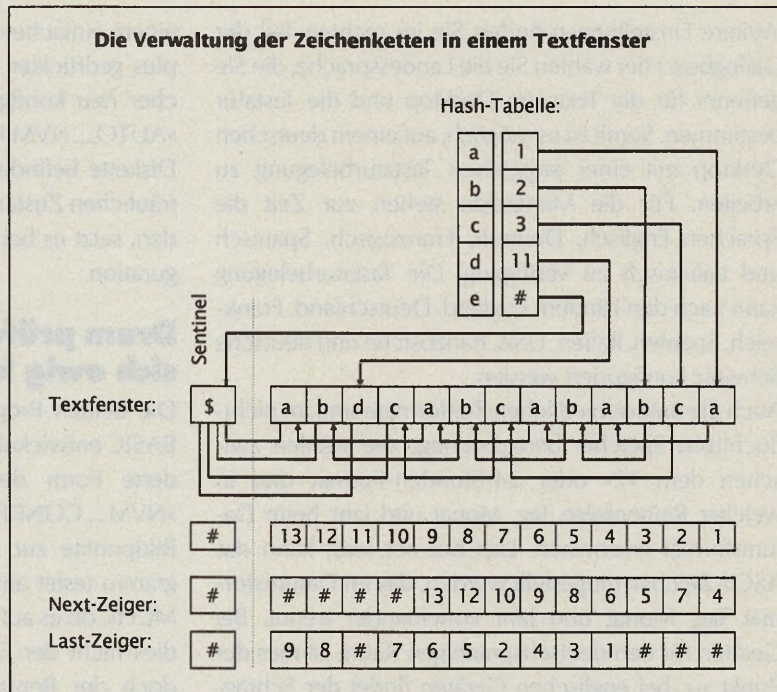 Die Verwaltung der Zeichenketten in einem Textfenster
Hash-Tabelle:
a 1
b 2
c 3
d 11
e #
Sentinel
Textfenster: $ a b d c a b c a b a b c a
# 13 12 11 10 9 8 7 6 5 4 3 2 1
Next-Zeiger: # # # # # 13 12 10 9 8 6 5 7 4
Last-Zeiger: # 9 8 # 7 6 5 2 4 3 1 # # #